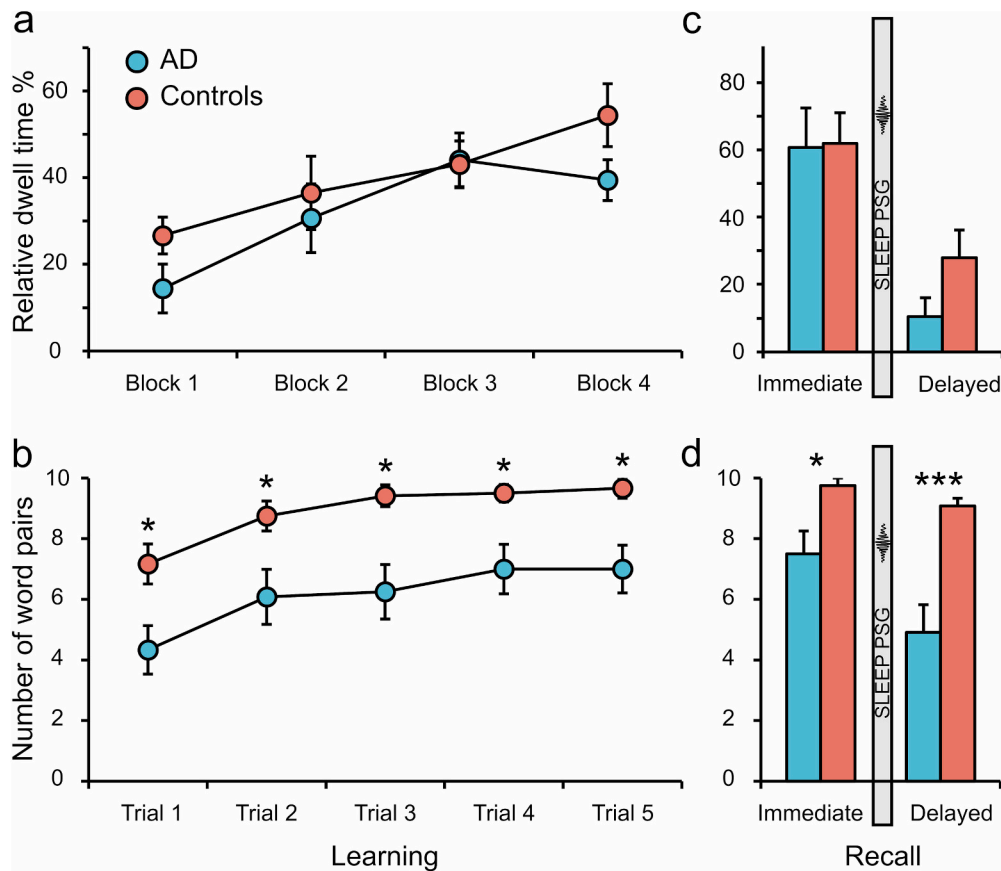 a
Relative dwell time %
60
40
20
0
AD
Controls
Block 1
Block 2
Block 3
Block 4
c
80
60
40
20
0
SLEEP PSG
Immediate
Delayed
b
Number of word pairs
10
8
6
4
2
0
*
*
*
*
*
Trial 1
Trial 2
Trial 3
Trial 4
Trial 5
Learning
d
10
8
6
4
2
0
*
***
SLEEP PSG
Immediate
Delayed
Recall